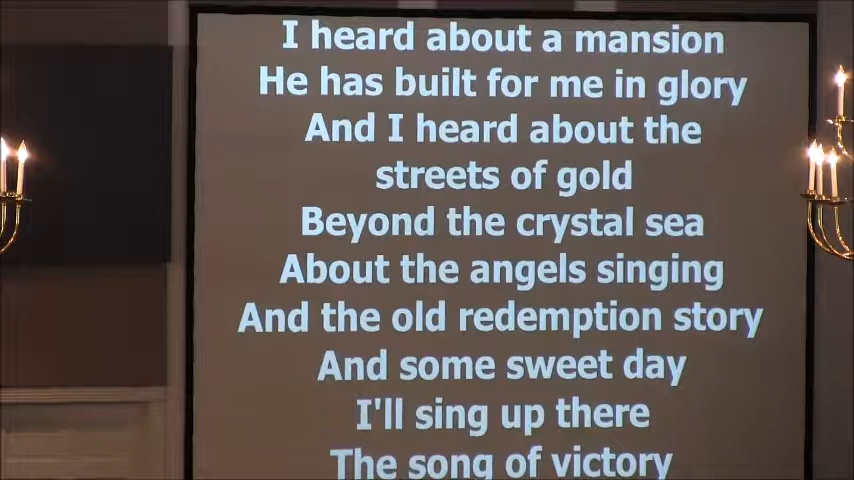 I heard about a mansion
He has built for me in glory
And I heard about the
streets of gold
Beyond the crystal sea
About the angels singing
And the old redemption story
And some sweet day
I'll sing up there
The song of victory